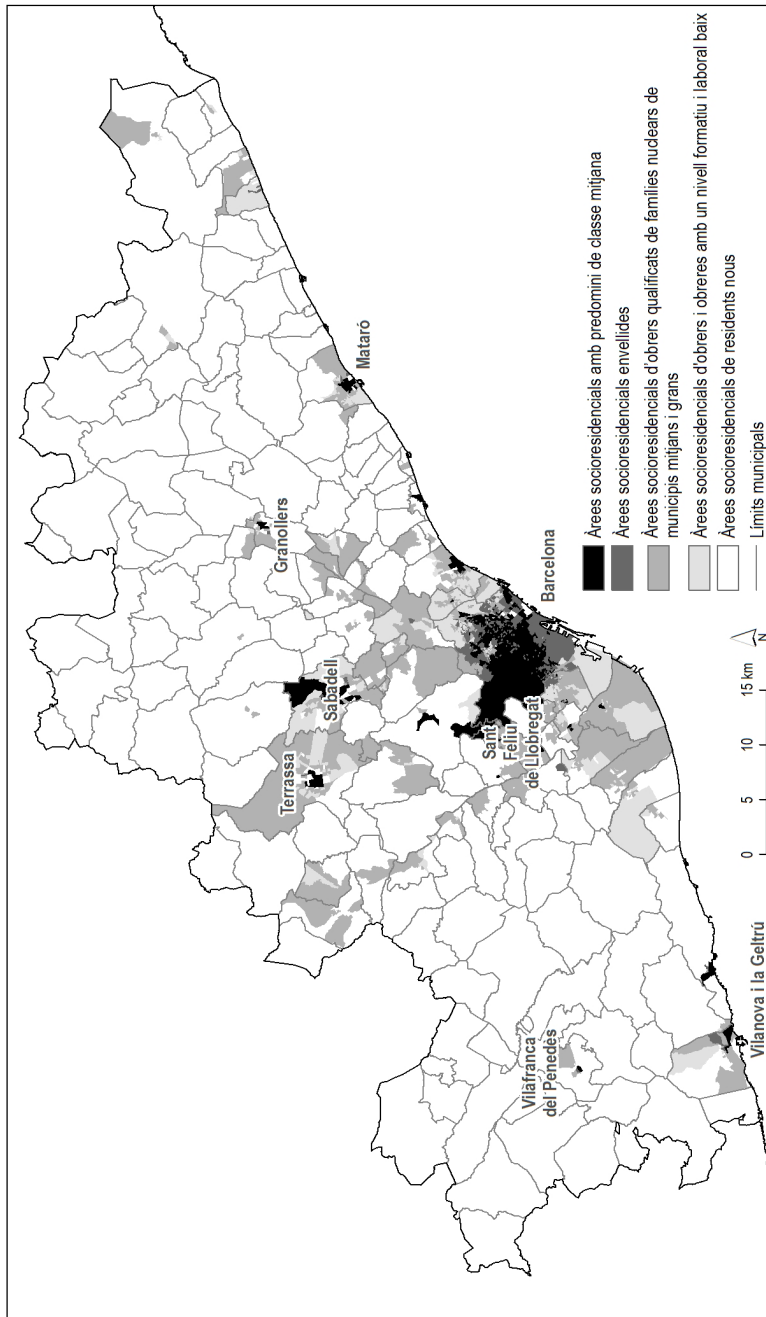 Terrassa
Sabadell
Granollers
Mataró
Sant
Feliu
de Llobregat
Barcelona
Vilafranca
del Penedès
Vilanova i la Geltrú
0 5 10 15 km
N
Àrees socioresidencials amb predomini de classe mitjana
Àrees socioresidencials envellides
Àrees socioresidencials d'obrers qualificats de famílies nuclears de
municipis mitjans i grans
Àrees socioresidencials d'obrers i obreres amb un nivell formatiu i laboral baix
Àrees socioresidencials de residents nous
Límits municipals